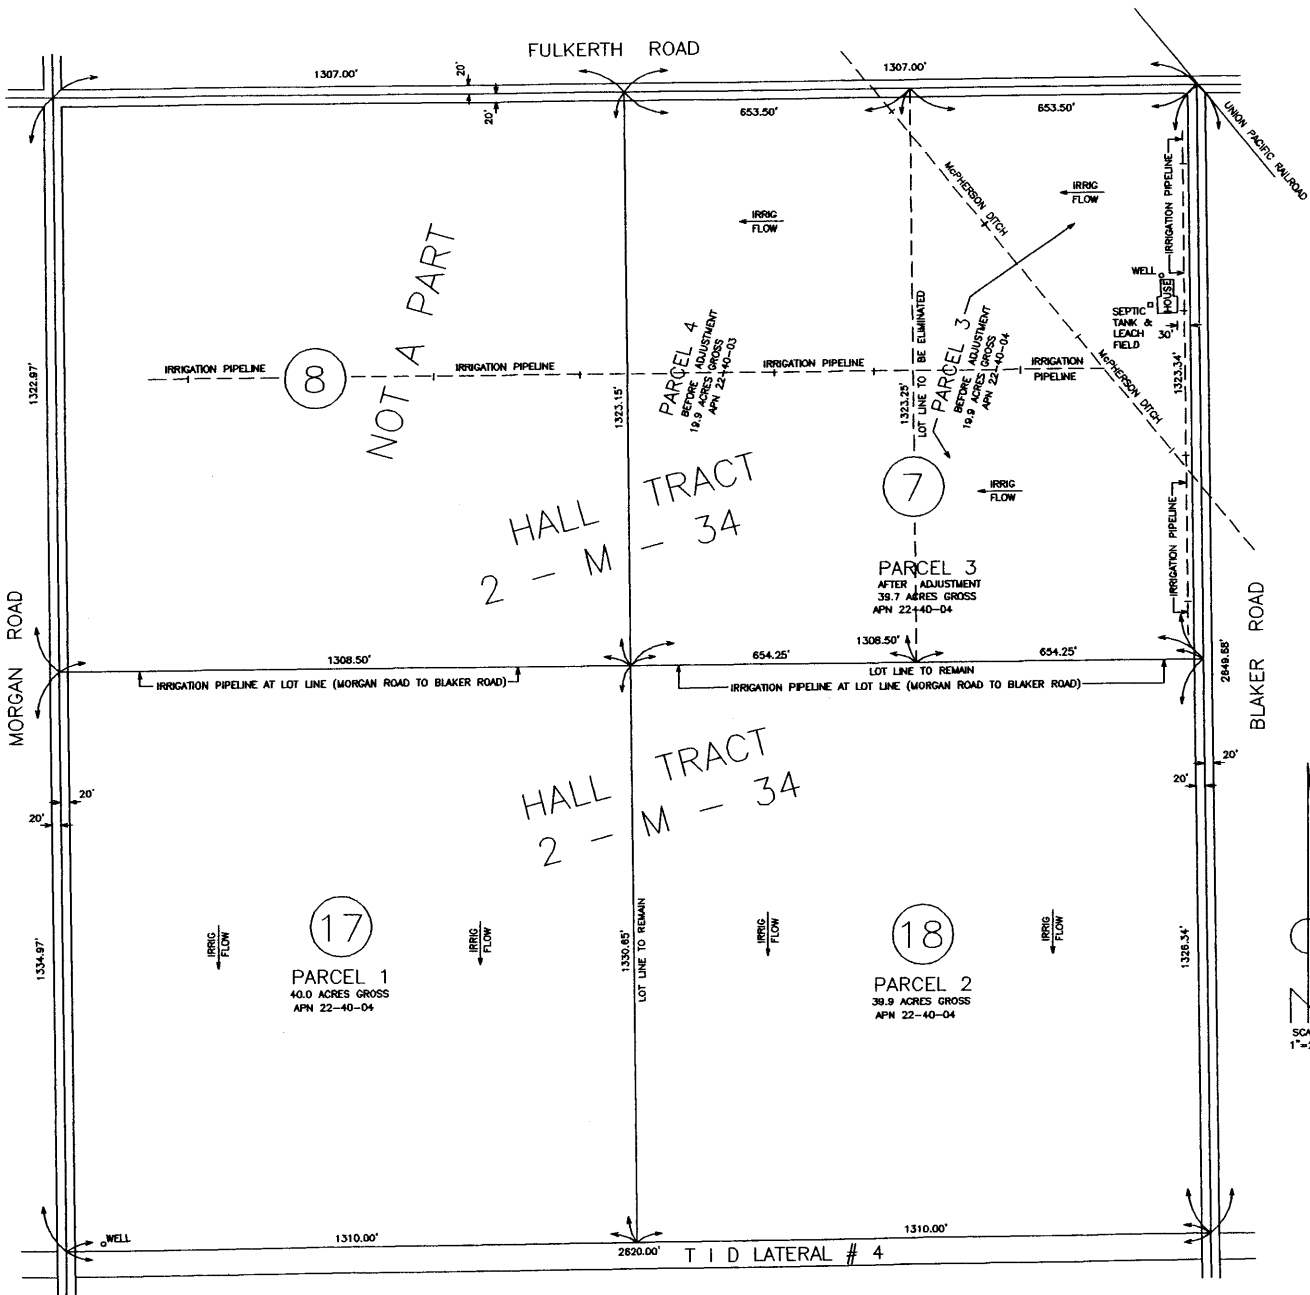 FULKERTH ROAD
1307.00'
20'
20'
1307.00'
653.50'
653.50'
UNION PACIFIC RAILROAD
McPHERSON DITCH
IRRIG
FLOW
IRRIG
FLOW
IRRIGATION PIPELINE
WELL
HOUSE
SEPTIC
TANK &
LEACH
FIELD
30'
1323.34'
NOT A PART
PARCEL 4
BEFORE ADJUSTMENT
19.9 ACRES GROSS
APN 22-40-03
LOT LINE TO BE ELIMINATED
1323.25'
PARCEL 3
BEFORE ADJUSTMENT
19.9 ACRES GROSS
APN 22-40-04
1322.97'
IRRIGATION PIPELINE
8
IRRIGATION PIPELINE
1323.15'
IRRIGATION PIPELINE
IRRIGATION
PIPELINE
McPHERSON DITCH
HALL TRACT
2 - M - 34
7
IRRIG
FLOW
IRRIGATION PIPELINE
PARCEL 3
AFTER ADJUSTMENT
39.7 ACRES GROSS
APN 22-40-04
MORGAN ROAD
BLAKER ROAD
2649.68'
1308.50'
1308.50'
654.25'
654.25'
LOT LINE TO REMAIN
IRRIGATION PIPELINE AT LOT LINE (MORGAN ROAD TO BLAKER ROAD)
IRRIGATION PIPELINE AT LOT LINE (MORGAN ROAD TO BLAKER ROAD)
HALL TRACT
2 - M - 34
20'
20'
20'
20'
17
PARCEL 1
40.0 ACRES GROSS
APN 22-40-04
IRRIG
FLOW
IRRIG
FLOW
1334.97'
1330.65'
LOT LINE TO REMAIN
IRRIG
FLOW
IRRIG
FLOW
18
PARCEL 2
39.9 ACRES GROSS
APN 22-40-04
1326.34'
WELL
1310.00'
1310.00'
2620.00'
T I D LATERAL # 4